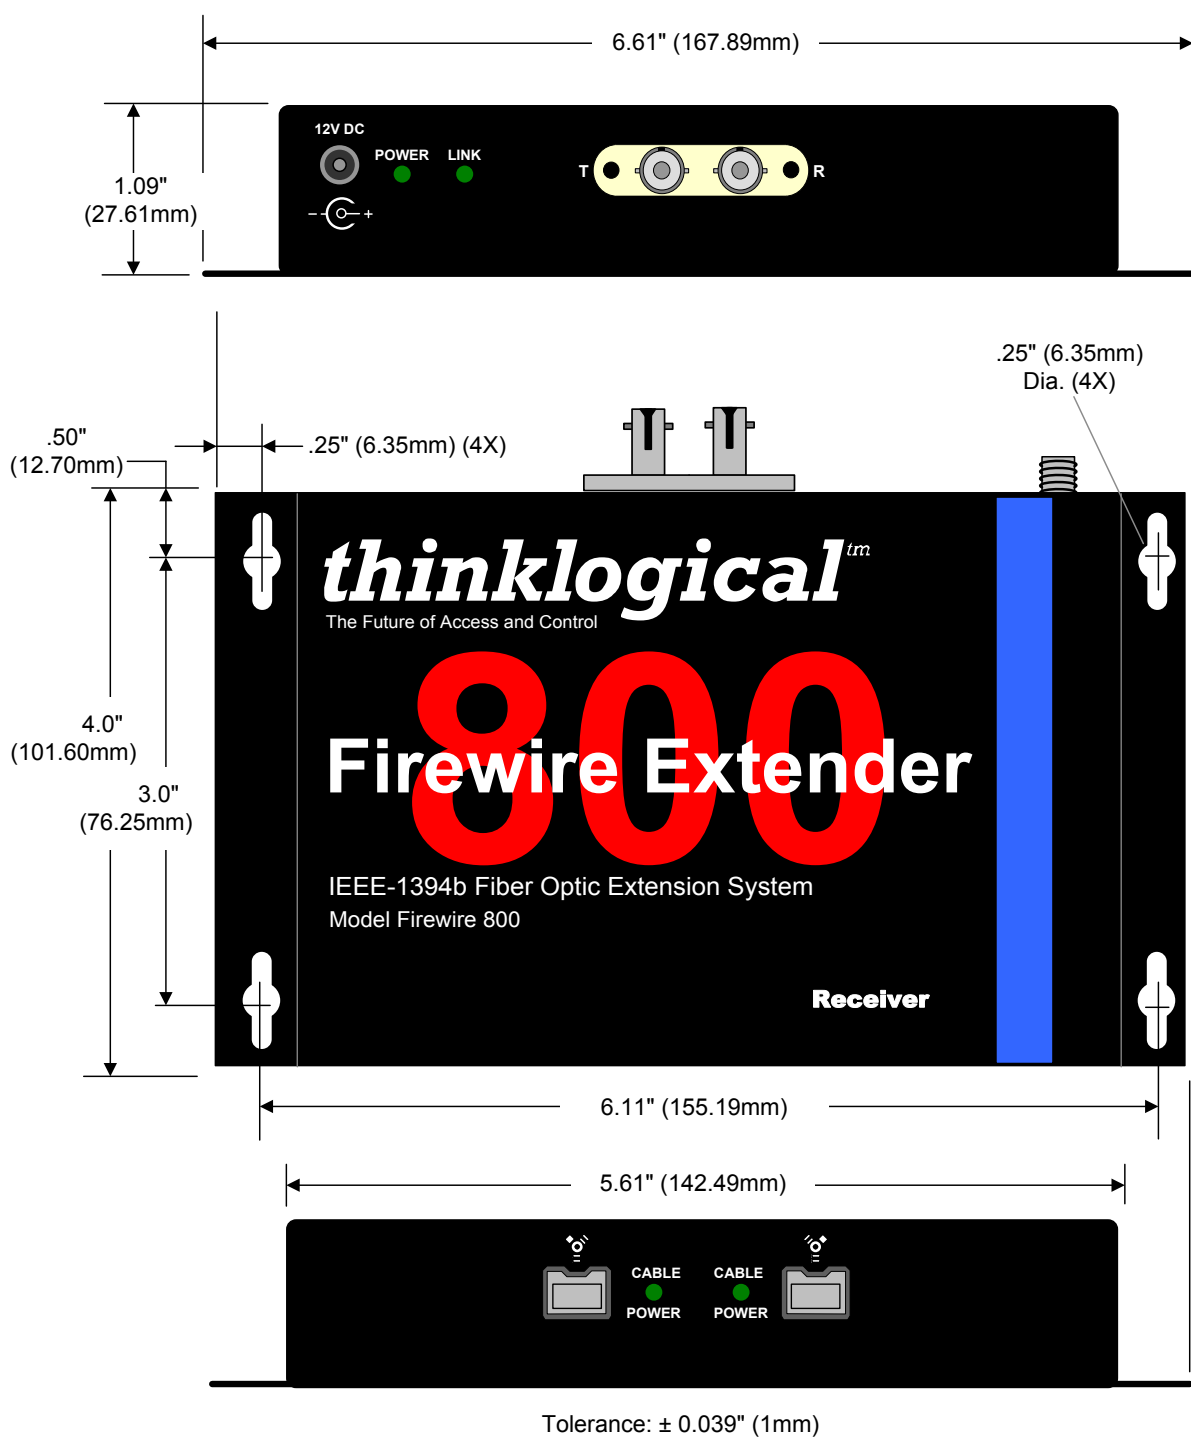 6.61" (167.89mm)
12V DC
POWER LINK
T R
- +
1.09"
(27.61mm)
.25" (6.35mm)
Dia. (4X)
.50"
(12.70mm)
.25" (6.35mm) (4X)
thinklogical tm
The Future of Access and Control
800
Firewire Extender
4.0"
(101.60mm)
3.0"
(76.25mm)
IEEE-1394b Fiber Optic Extension System
Model Firewire 800
Receiver
6.11" (155.19mm)
5.61" (142.49mm)
CABLE CABLE
POWER POWER
Tolerance: ± 0.039" (1mm)